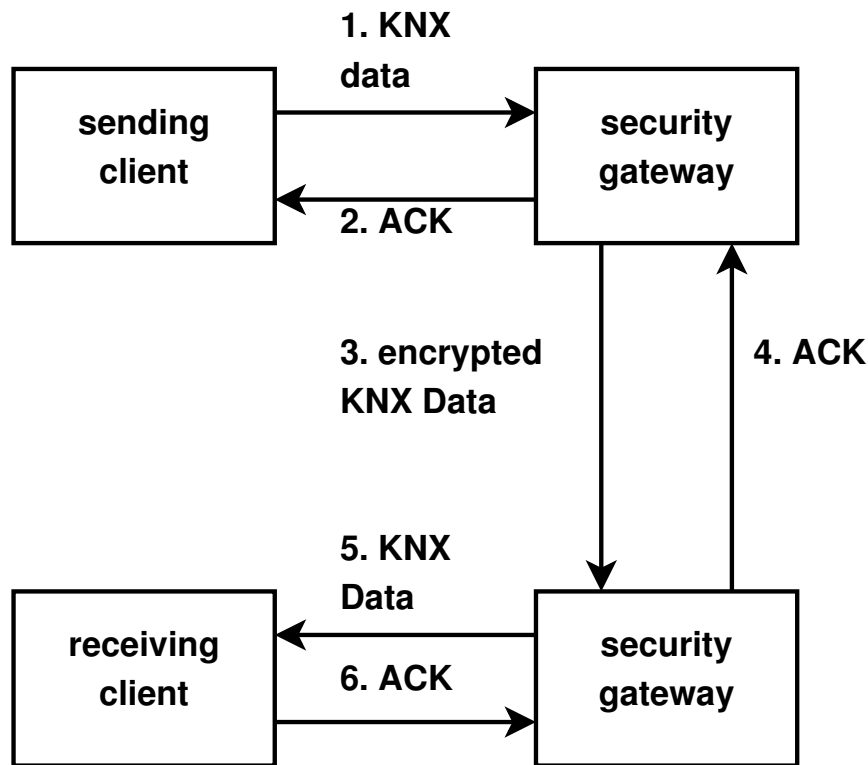 1. KNX
data
sending
client
security
gateway
2. ACK
3. encrypted
KNX Data
4. ACK
5. KNX
Data
receiving
client
security
gateway
6. ACK